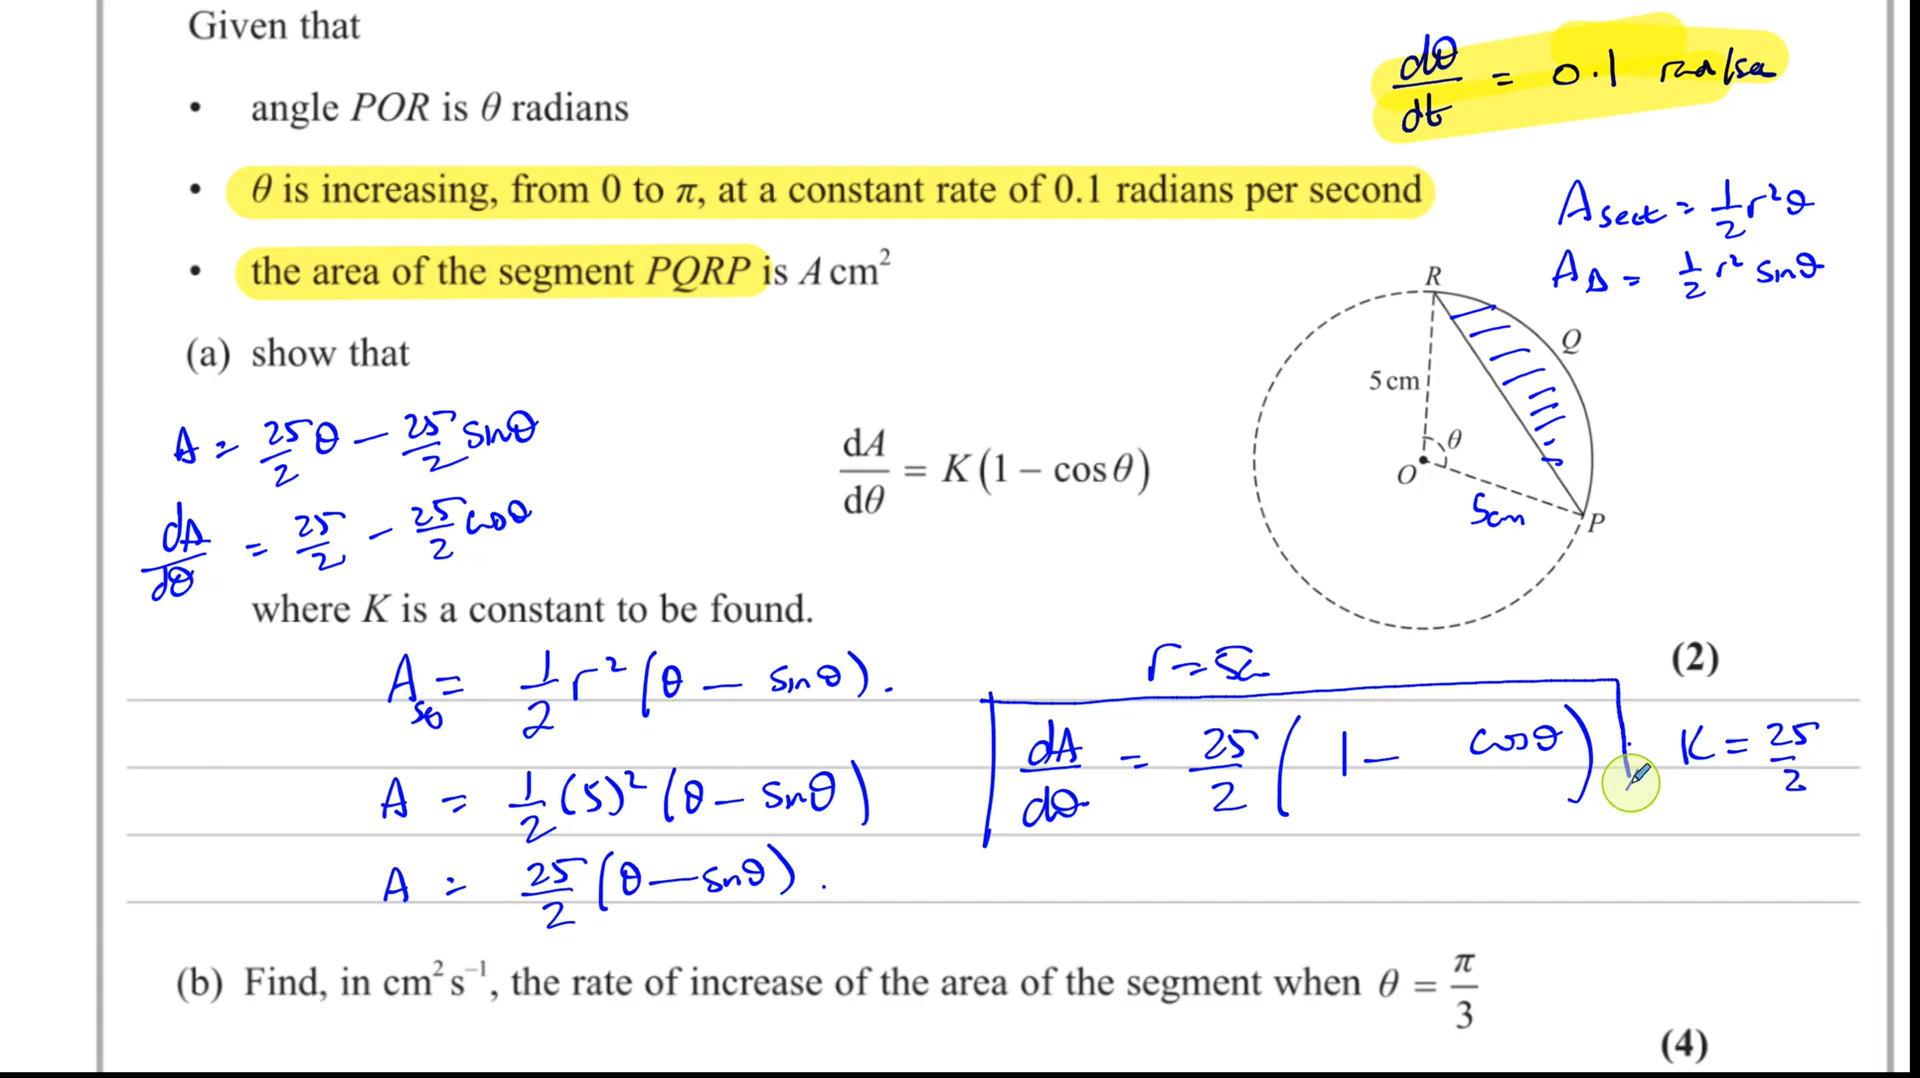 Given that
dθ/dt = 0.1 rad/sec
• angle POR is θ radians
• θ is increasing, from 0 to π, at a constant rate of 0.1 radians per second
A sect = 1/2 r²θ
• the area of the segment PQRP is A cm²
A Δ = 1/2 r² sinθ
(a) show that
R
Q
5 cm
θ
O
P
5cm
A = 25/2 θ − 25/2 sinθ
dA/dθ = K(1 − cos θ)
dA/dθ = 25/2 − 25/2 cosθ
where K is a constant to be found.
(2)
A = 1/2 r² (θ − sinθ).
dA/dθ = 25/2 (1 − cosθ)
K = 25/2
A = 1/2 (5)² (θ − sinθ)
A = 25/2 (θ − sinθ).
(b) Find, in cm² s⁻¹, the rate of increase of the area of the segment when θ = π/3
(4)